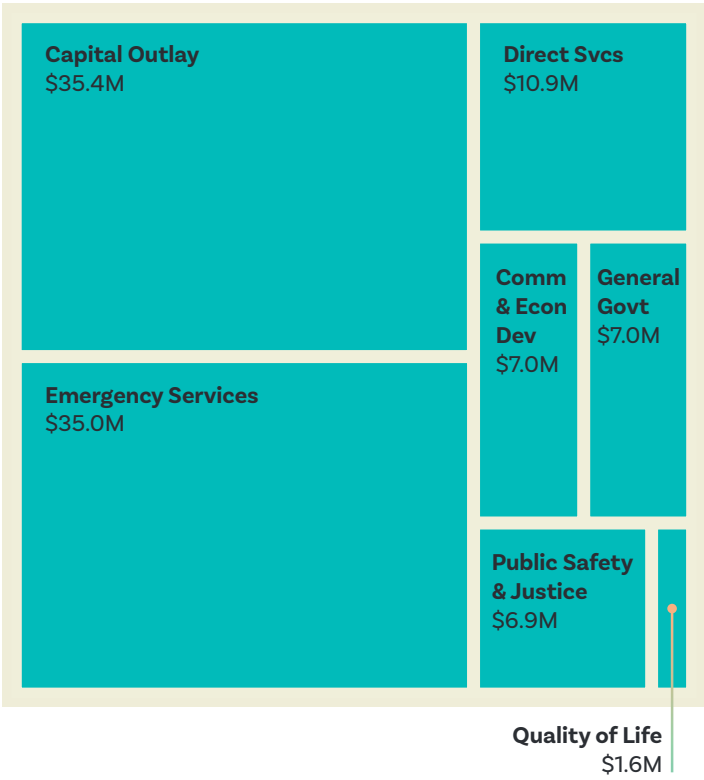 Capital Outlay
$35.4M
Direct Svcs
$10.9M
Comm
& Econ
Dev
$7.0M
General
Govt
$7.0M
Emergency Services
$35.0M
Public Safety
& Justice
$6.9M
Quality of Life
$1.6M